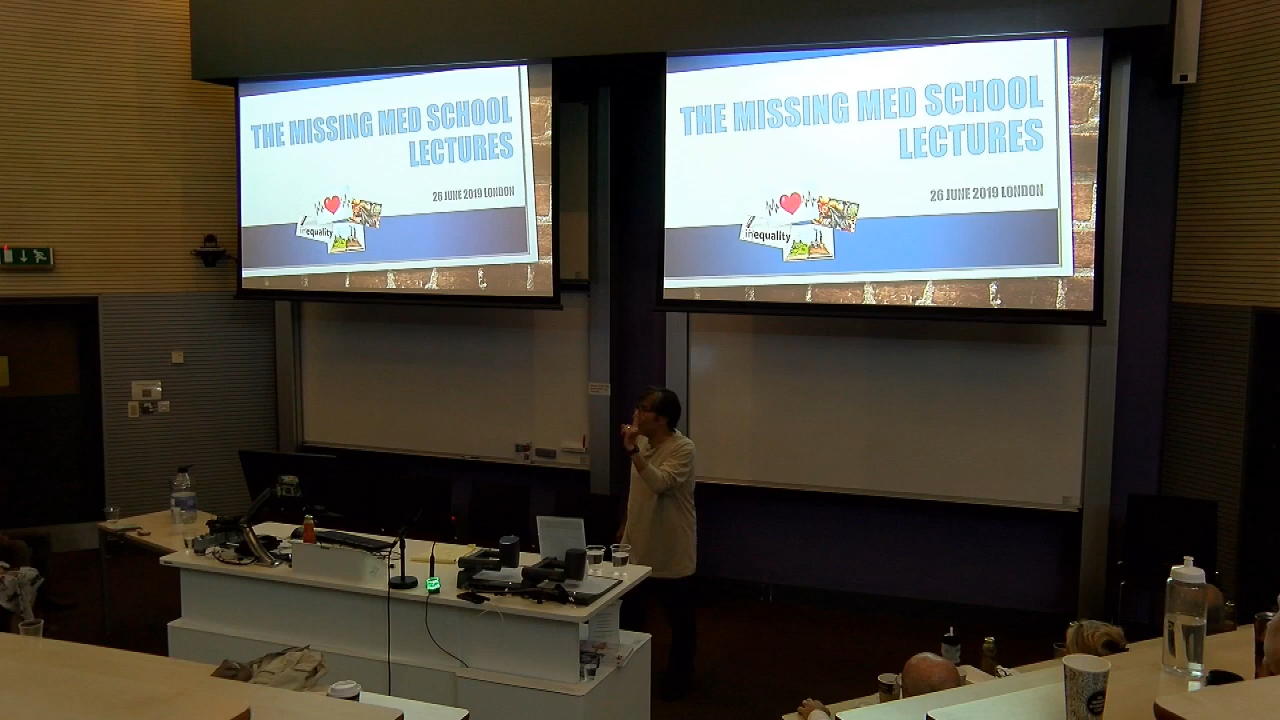 THE MISSING MED SCHOOL
LECTURES
26 JUNE 2019 LONDON
inequality
THE MISSING MED SCHOOL
LECTURES
26 JUNE 2019 LONDON
inequality